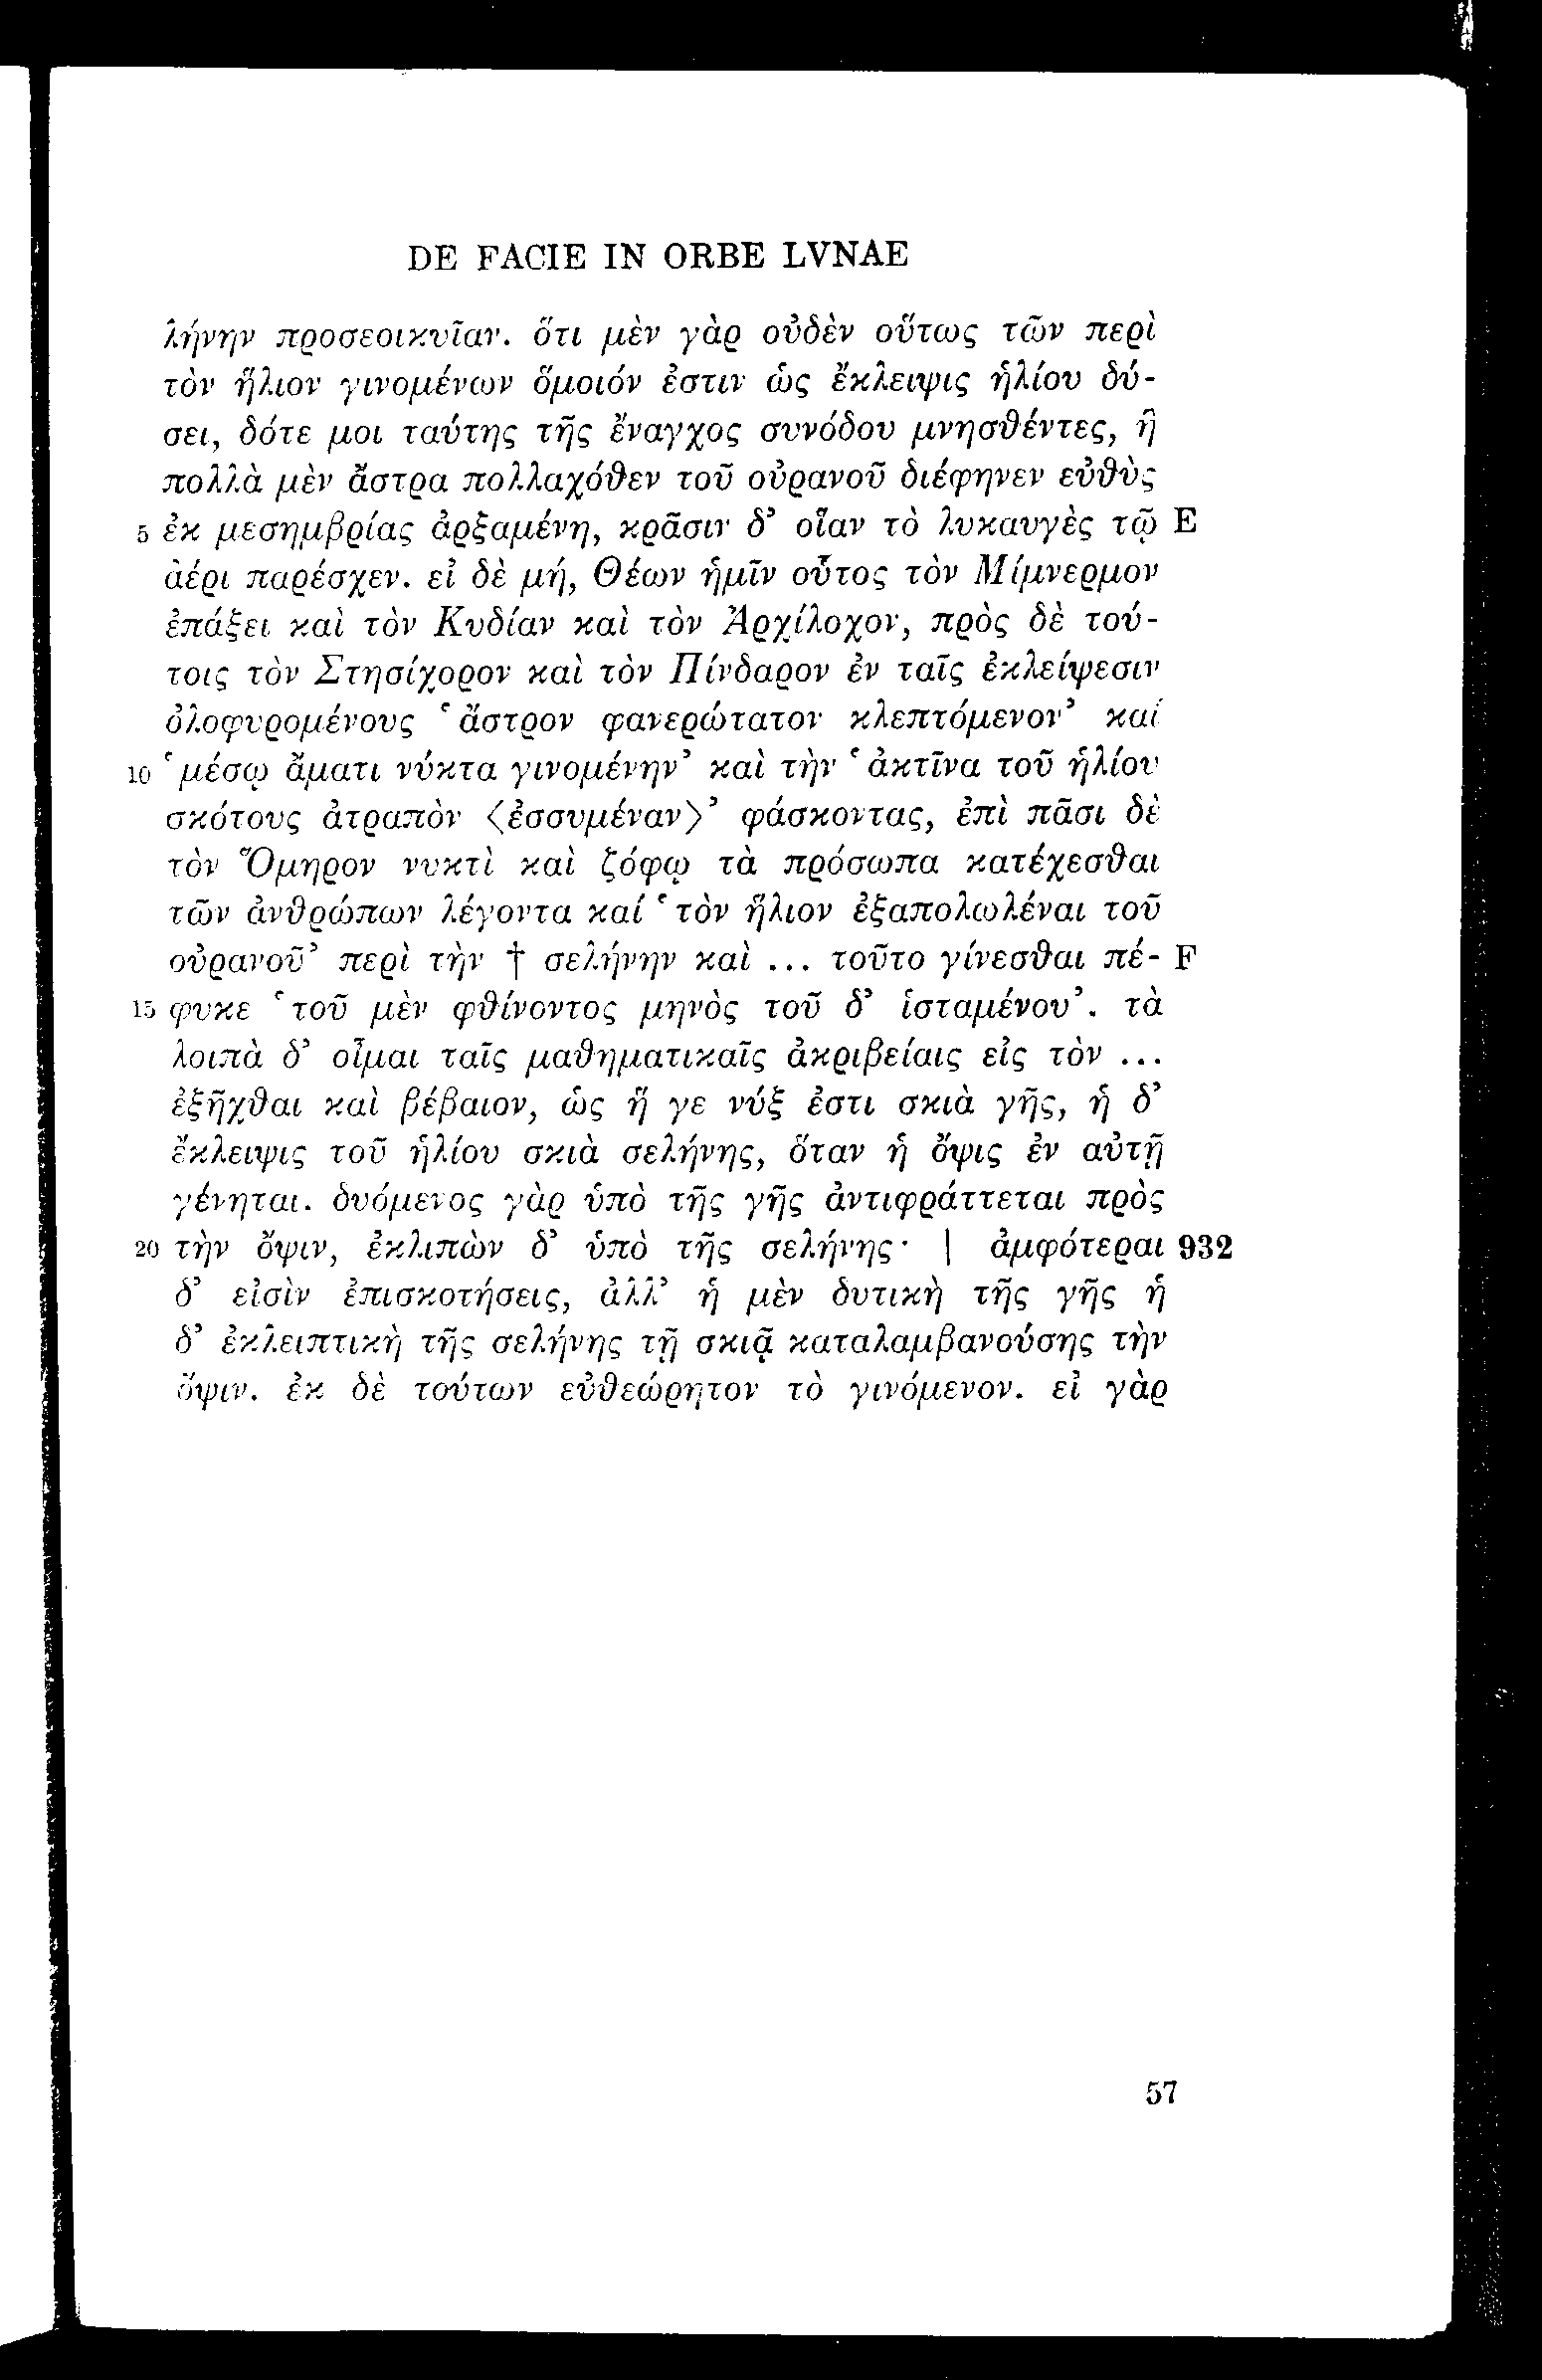 DE FACIE IN ORBE LVNAE
λήνην προσεοικυῖαν. ὅτι μὲν γὰρ οὐδὲν οὕτως τῶν περὶ
τὸν ἥλιον γινομένων ὅμοιόν ἐστιν ὡς ἔκλειψις ἡλίου δύ-
σει, δότε μοι ταύτης τῆς ἔναγχος συνόδου μνησθέντες, ἣ
πολλὰ μὲν ἄστρα πολλαχόθεν τοῦ οὐρανοῦ διέφηνεν εὐθὺς
5 ἐκ μεσημβρίας ἀρξαμένη, κρᾶσιν δ’ οἵαν τὸ λυκαυγὲς τῷ E
ἀέρι παρέσχεν. εἰ δὲ μή, Θέων ἡμῖν οὗτος τὸν Μίμνερμον
ἐπάξει καὶ τὸν Κυδίαν καὶ τὸν Ἀρχίλοχον, πρὸς δὲ τού-
τοις τὸν Στησίχορον καὶ τὸν Πίνδαρον ἐν ταῖς ἐκλείψεσιν
ὀλοφυρομένους ‘ἄστρον φανερώτατον κλεπτόμενον’ καί
10 ‘μέσῳ ἄματι νύκτα γινομένην’ καὶ τὴν ‘ἀκτῖνα τοῦ ἡλίου
σκότους ἀτραπὸν ⟨ἐσσυμέναν⟩’ φάσκοντας, ἐπὶ πᾶσι δὲ
τὸν Ὅμηρον νυκτὶ καὶ ζόφῳ τὰ πρόσωπα κατέχεσθαι
τῶν ἀνθρώπων λέγοντα καί ‘τὸν ἥλιον ἐξαπολωλέναι τοῦ
οὐρανοῦ’ περὶ τὴν † σελήνην καὶ ... τοῦτο γίνεσθαι πέ- F
15 φυκε ‘τοῦ μὲν φθίνοντος μηνὸς τοῦ δ’ ἱσταμένου’. τὰ
λοιπὰ δ’ οἶμαι ταῖς μαθηματικαῖς ἀκριβείαις εἰς τὸν ...
ἐξῆχθαι καὶ βέβαιον, ὡς ἥ γε νύξ ἐστι σκιὰ γῆς, ἡ δ’
ἔκλειψις τοῦ ἡλίου σκιὰ σελήνης, ὅταν ἡ ὄψις ἐν αὐτῇ
γένηται. δυόμενος γὰρ ὑπὸ τῆς γῆς ἀντιφράττεται πρὸς
20 τὴν ὄψιν, ἐκλιπὼν δ’ ὑπὸ τῆς σελήνης· | ἀμφότεραι 932
δ’ εἰσὶν ἐπισκοτήσεις, ἀλλ’ ἡ μὲν δυτικὴ τῆς γῆς ἡ
δ’ ἐκλειπτικὴ τῆς σελήνης τῇ σκιᾷ καταλαμβανούσης τὴν
ὄψιν. ἐκ δὲ τούτων εὐθεώρητον τὸ γινόμενον. εἰ γὰρ
57